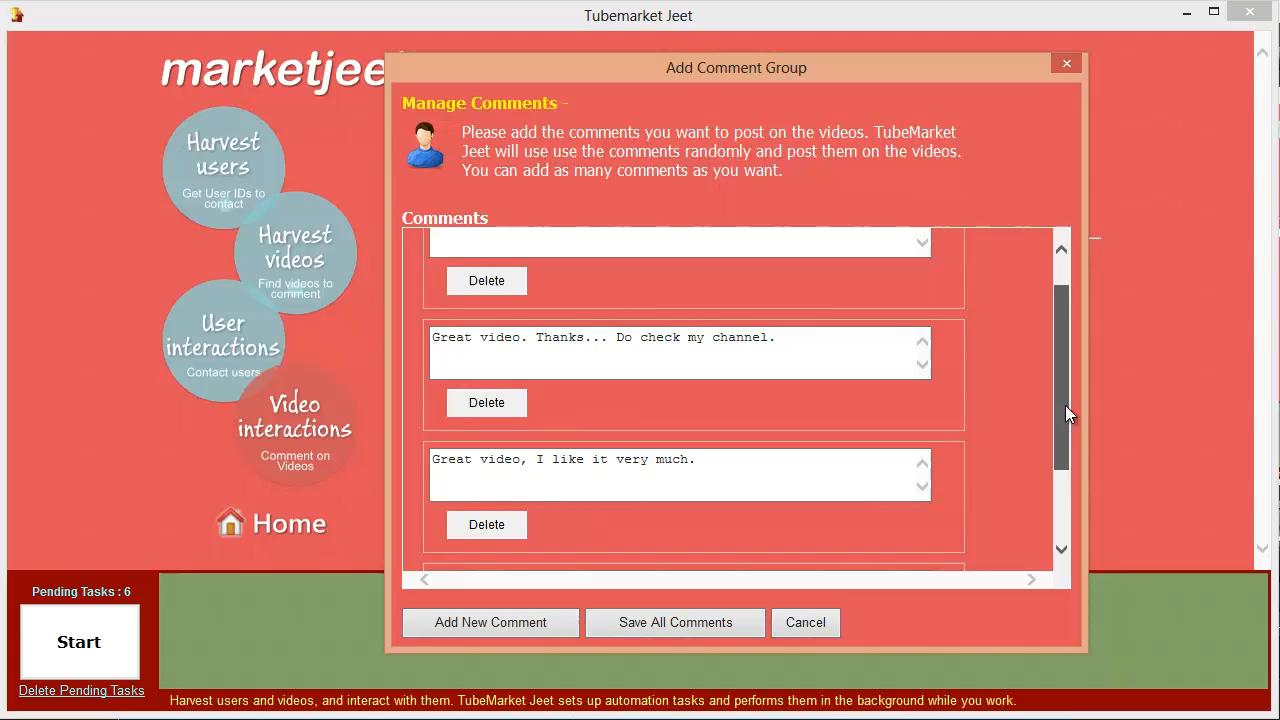 Tubemarket Jeet
marketjee
Add Comment Group
Manage Comments -
Please add the comments you want to post on the videos. TubeMarket
Jeet will use use the comments randomly and post them on the videos.
You can add as many comments as you want.
Harvest
users
Get User IDs to
contact
Harvest
videos
Find videos to
comment
User
interactions
Contact users
Video
interactions
Comment on
Videos
Home
Comments
Delete
Great video. Thanks... Do check my channel.
Delete
Great video, I like it very much.
Delete
Add New Comment
Save All Comments
Cancel
Pending Tasks : 6
Start
Delete Pending Tasks
Harvest users and videos, and interact with them. TubeMarket Jeet sets up automation tasks and performs them in the background while you work.